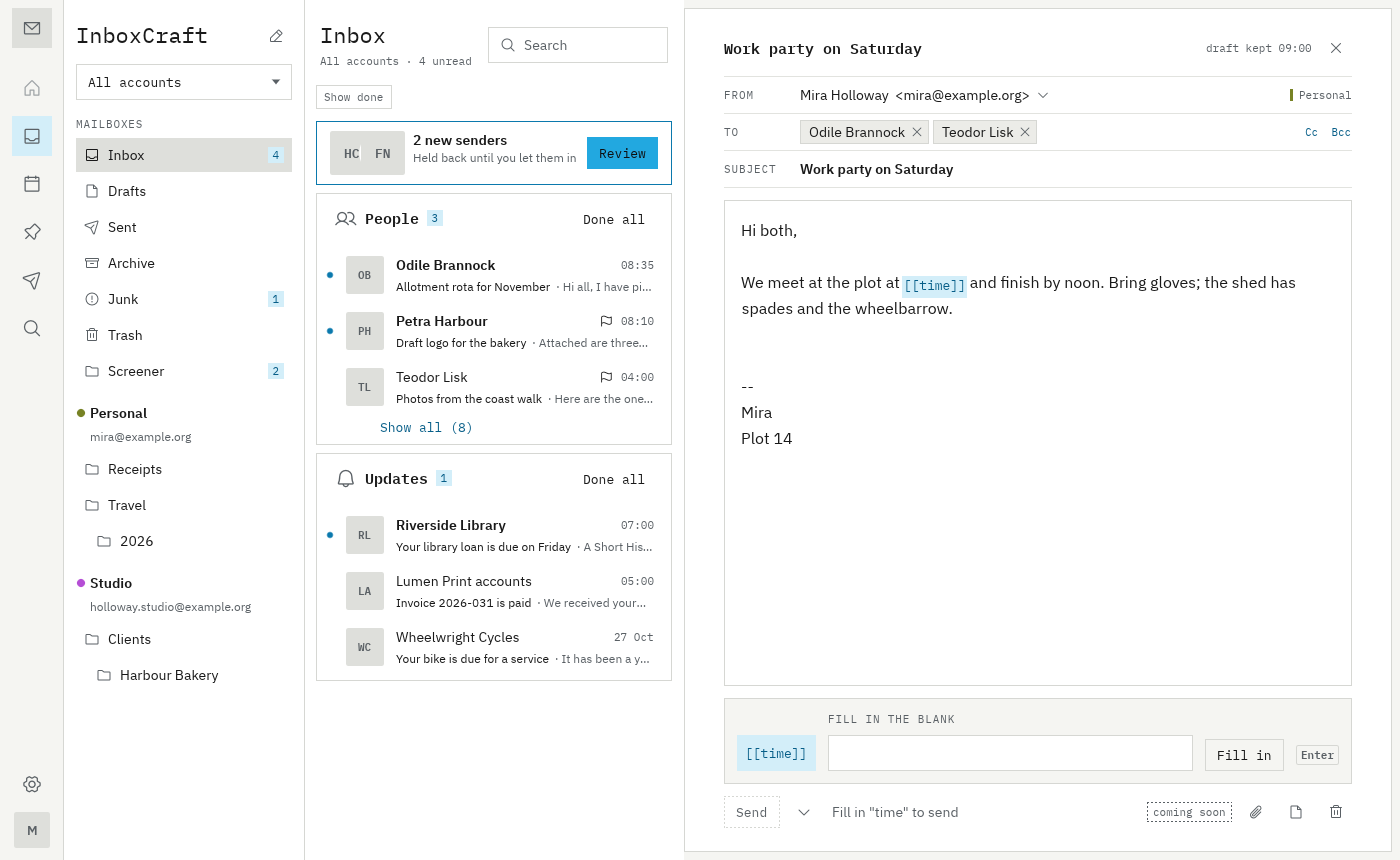 InboxCraft
All accounts
MAILBOXES
Inbox 4
Drafts
Sent
Archive
Junk 1
Trash
Screener 2
Personal
mira@example.org
Receipts
Travel
2026
Studio
holloway.studio@example.org
Clients
Harbour Bakery
M
Inbox
All accounts · 4 unread
Search
Show done
HC FN
2 new senders
Held back until you let them in
Review
People 3
Done all
OB
Odile Brannock 08:35
Allotment rota for November · Hi all, I have pi...
PH
Petra Harbour 08:10
Draft logo for the bakery · Attached are three...
TL
Teodor Lisk 04:00
Photos from the coast walk · Here are the one...
Show all (8)
Updates 1
Done all
RL
Riverside Library 07:00
Your library loan is due on Friday · A Short His...
LA
Lumen Print accounts 05:00
Invoice 2026-031 is paid · We received your...
WC
Wheelwright Cycles 27 Oct
Your bike is due for a service · It has been a y...
Work party on Saturday
draft kept 09:00
FROM Mira Holloway <mira@example.org> Personal
TO Odile Brannock Teodor Lisk Cc Bcc
SUBJECT Work party on Saturday
Hi both,
We meet at the plot at [[time]] and finish by noon. Bring gloves; the shed has
spades and the wheelbarrow.
--
Mira
Plot 14
FILL IN THE BLANK
[[time]] Fill in Enter
Send Fill in "time" to send coming soon